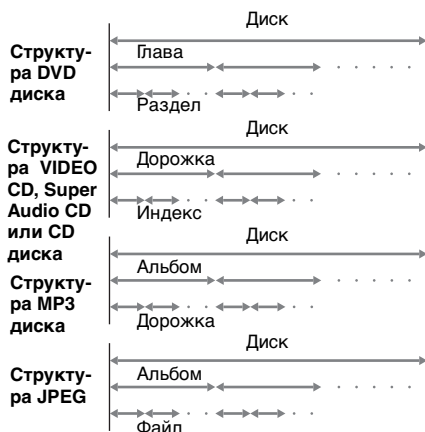 Диск
Структу-
ра DVD
диска
Глава
Раздел
Диск
Структу-
ра VIDEO
CD, Super
Audio CD
или CD
диска
Дорожка
Индекс
Диск
Структу-
ра MP3
диска
Альбом
Дорожка
Диск
Структу-
ра JPEG
Альбом
Файл